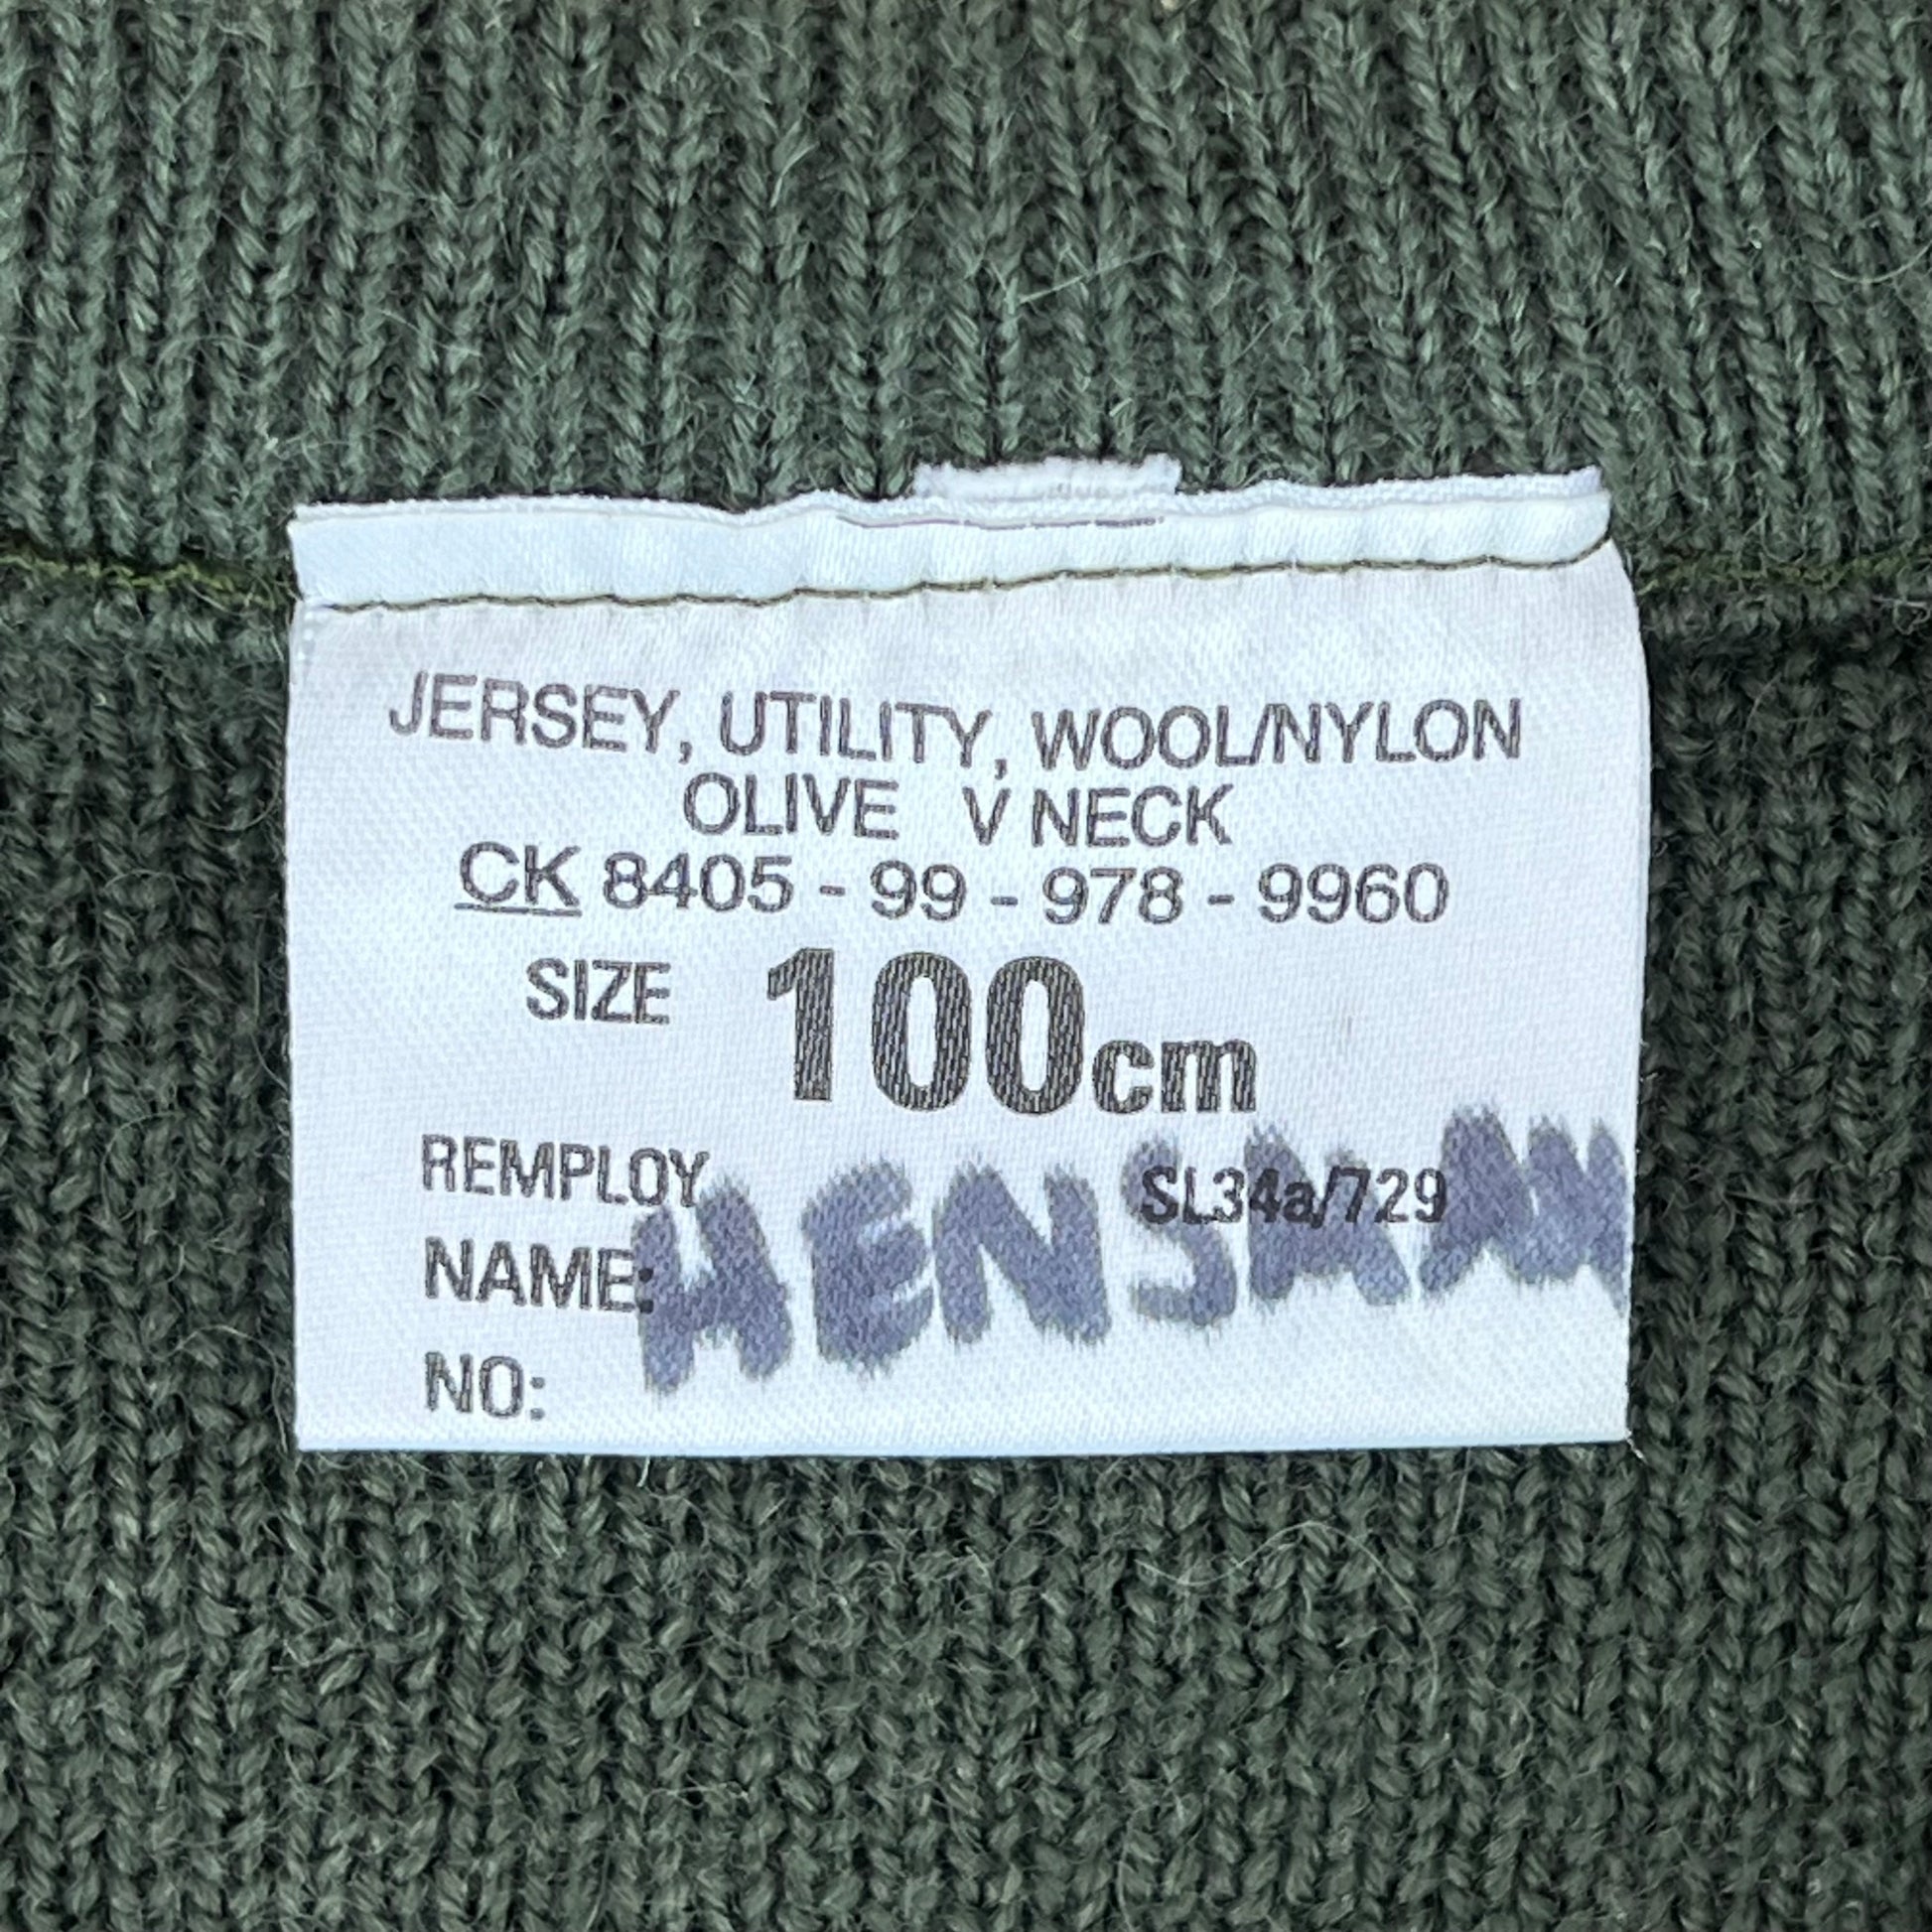 JERSEY, UTILITY, WOOL/NYLON
OLIVE V NECK
CK 8405 - 99 - 978 - 9960
SIZE 100cm
REMPLOY SL34a/729
NAME:
NO: